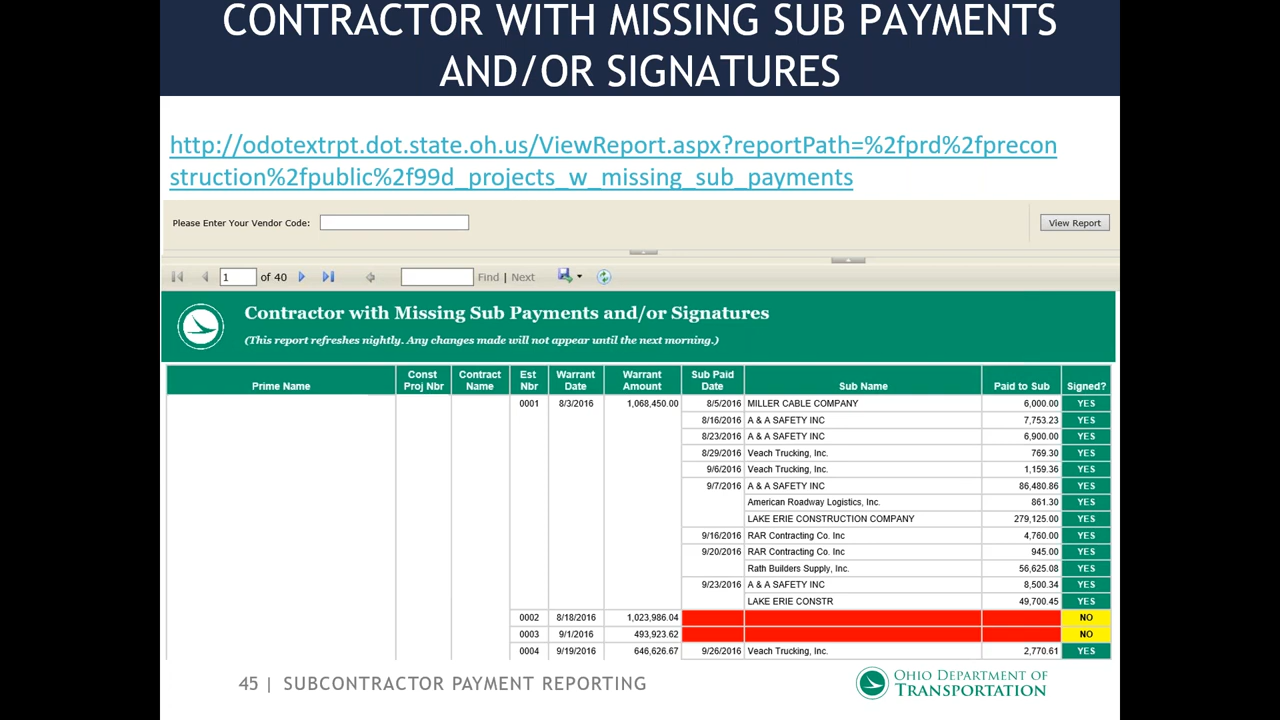 CONTRACTOR WITH MISSING SUB PAYMENTS
AND/OR SIGNATURES
http://odotextrpt.dot.state.oh.us/ViewReport.aspx?reportPath=%2fprd%2fprecon
struction%2fpublic%2f99d_projects_w_missing_sub_payments
Please Enter Your Vendor Code: View Report
1 of 40 Find | Next
Contractor with Missing Sub Payments and/or Signatures
(This report refreshes nightly. Any changes made will not appear until the next morning.)
Prime Name Const Proj Nbr Contract Name Est Nbr Warrant Date Warrant Amount Sub Paid Date Sub Name Paid to Sub Signed?
0001 8/3/2016 1,068,450.00 8/5/2016 MILLER CABLE COMPANY 6,000.00 YES
8/16/2016 A & A SAFETY INC 7,753.23 YES
8/23/2016 A & A SAFETY INC 6,900.00 YES
8/29/2016 Veach Trucking, Inc. 769.30 YES
9/6/2016 Veach Trucking, Inc. 1,159.36 YES
9/7/2016 A & A SAFETY INC 86,480.86 YES
American Roadway Logistics, Inc. 861.30 YES
LAKE ERIE CONSTRUCTION COMPANY 279,125.00 YES
9/16/2016 RAR Contracting Co. Inc 4,760.00 YES
9/20/2016 RAR Contracting Co. Inc 945.00 YES
Rath Builders Supply, Inc. 56,625.08 YES
9/23/2016 A & A SAFETY INC 8,500.34 YES
LAKE ERIE CONSTR 49,700.45 YES
0002 8/18/2016 1,023,986.04 NO
0003 9/1/2016 493,923.62 NO
0004 9/19/2016 646,626.67 9/26/2016 Veach Trucking, Inc. 2,770.61 YES
45 | SUBCONTRACTOR PAYMENT REPORTING
OHIO DEPARTMENT OF
TRANSPORTATION